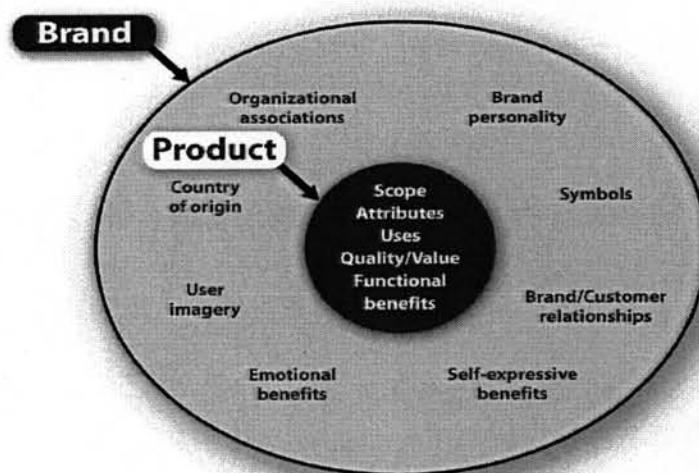 Brand
Organizational
associations
Brand
personality
Product
Country
of origin
Scope
Attributes
Uses
Quality/Value
Functional
benefits
Symbols
User
imagery
Brand/Customer
relationships
Emotional
benefits
Self-expressive
benefits